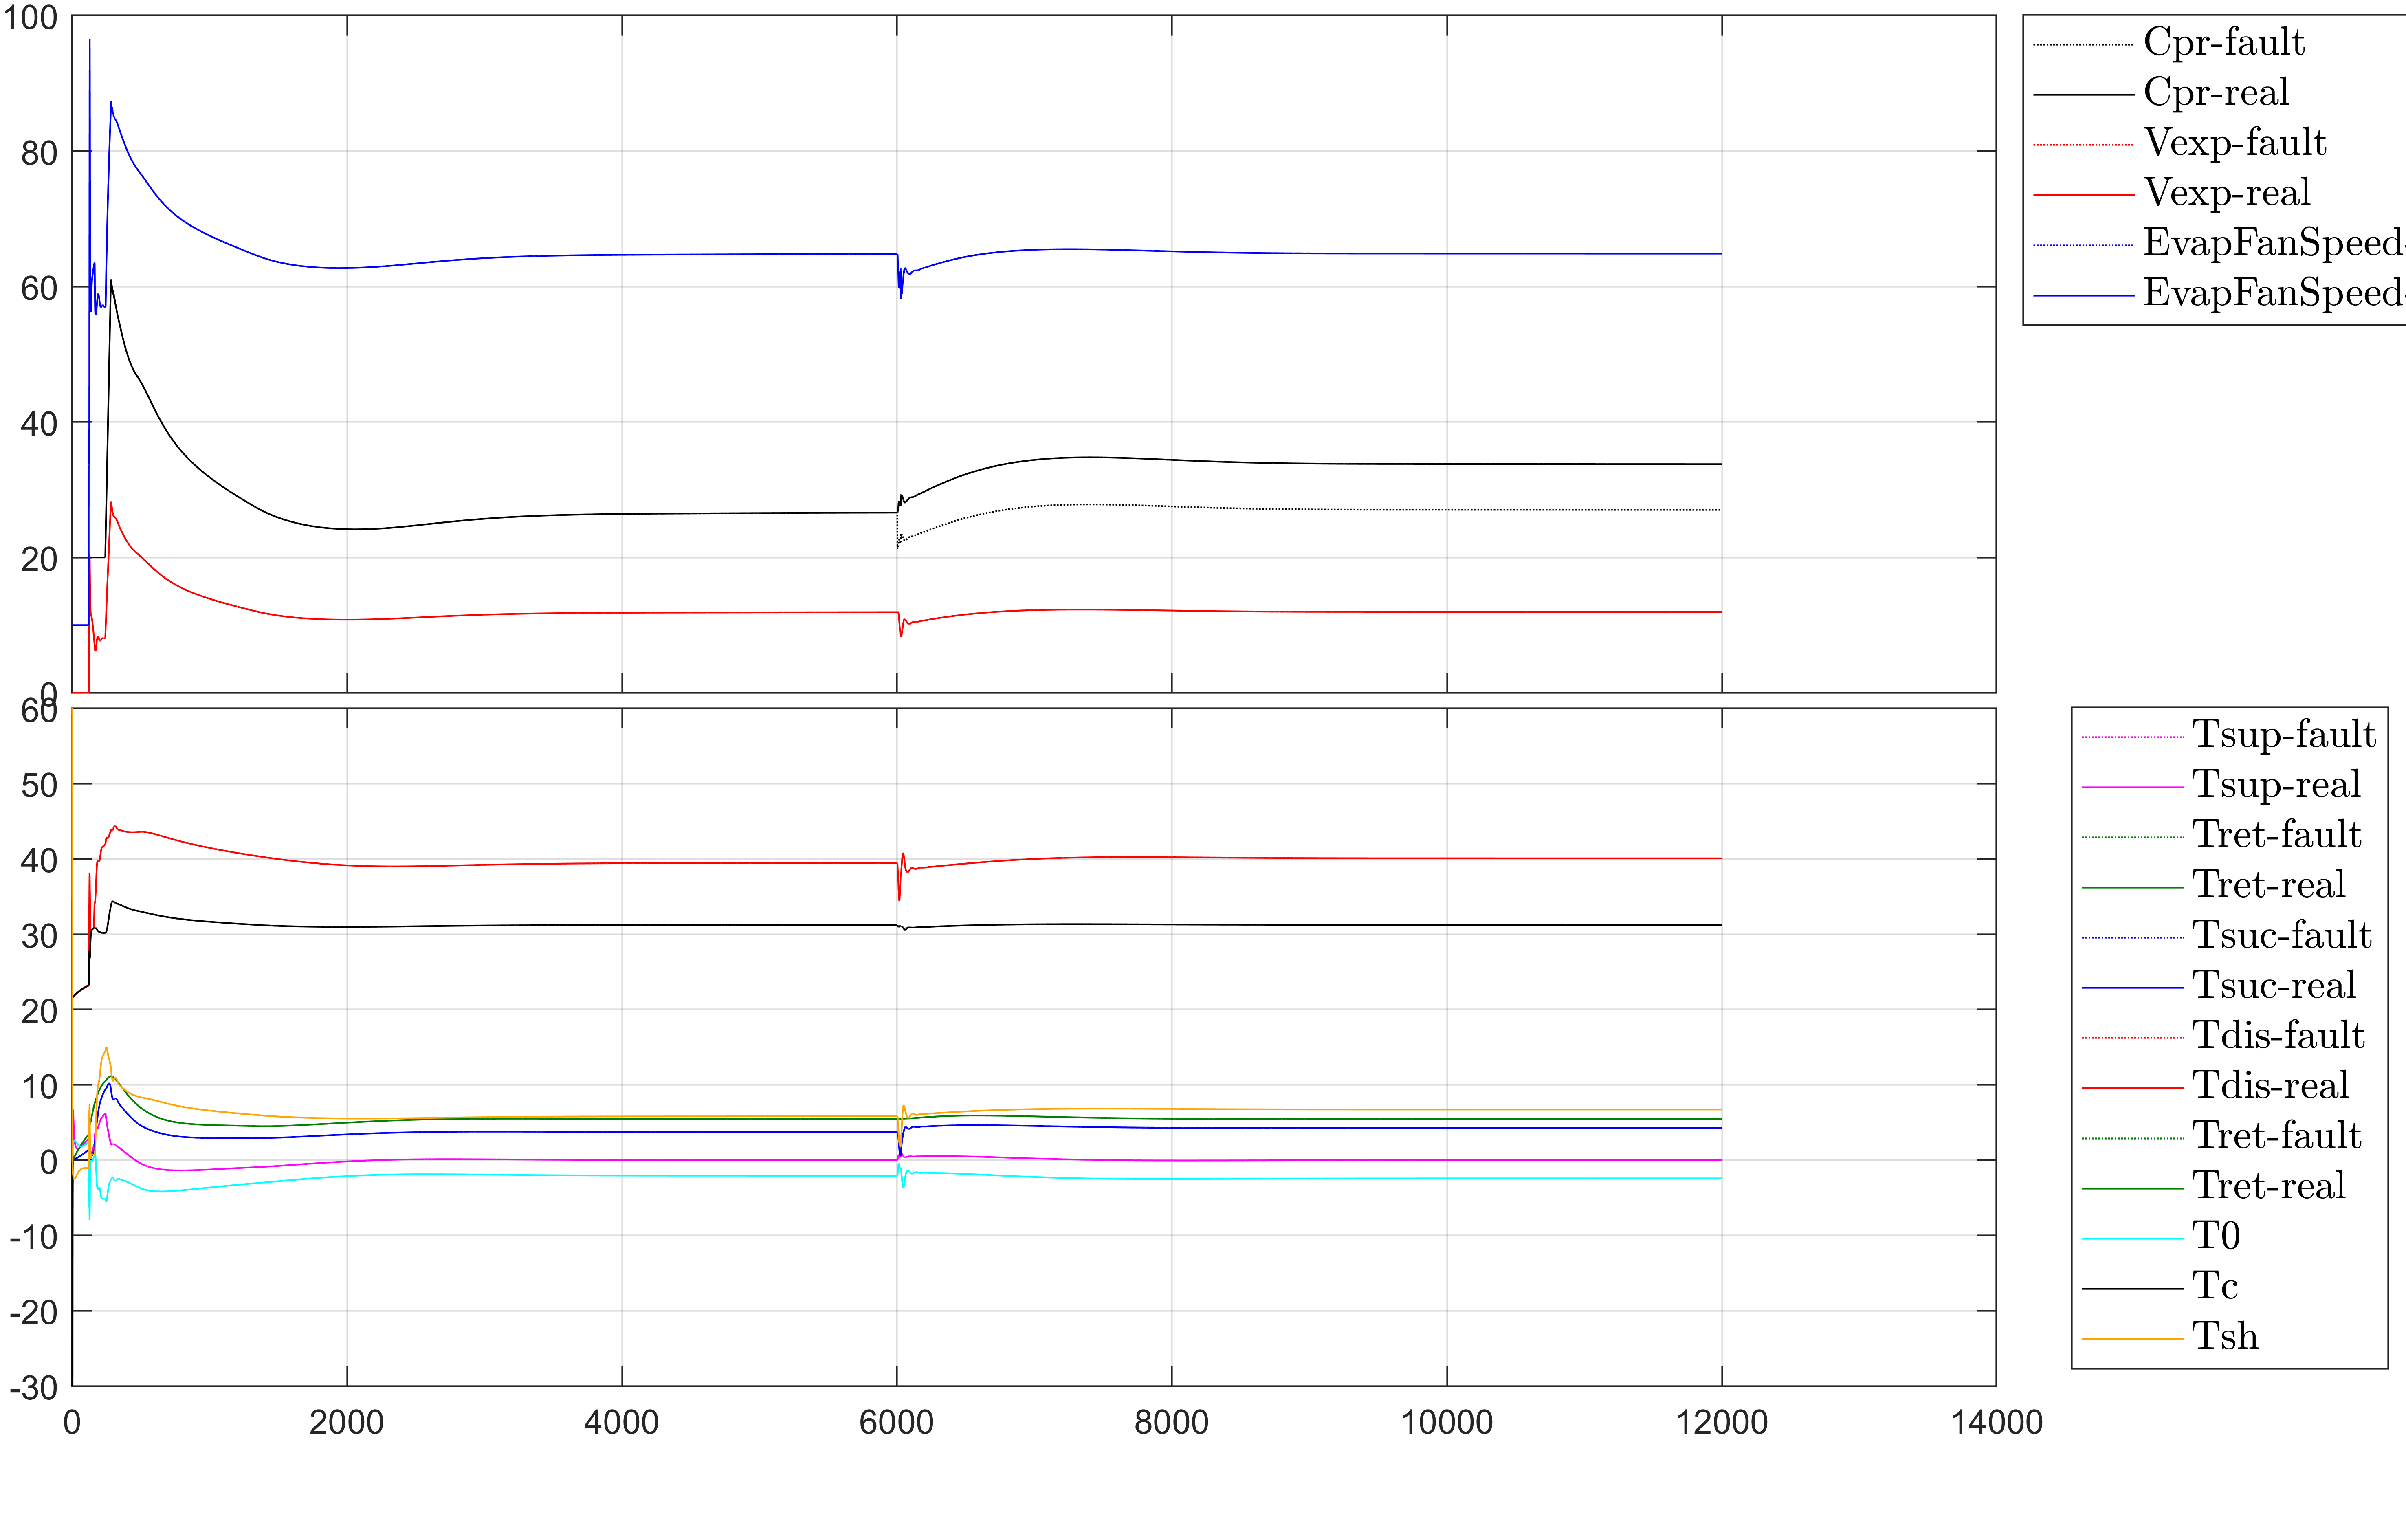 100
80
60
40
20
0
Cpr-fault
Cpr-real
Vexp-fault
Vexp-real
EvapFanSpeed-
EvapFanSpeed-
60
50
40
30
20
10
0
-10
-20
-30
0 2000 4000 6000 8000 10000 12000 14000
Tsup-fault
Tsup-real
Tret-fault
Tret-real
Tsuc-fault
Tsuc-real
Tdis-fault
Tdis-real
Tret-fault
Tret-real
T0
Tc
Tsh